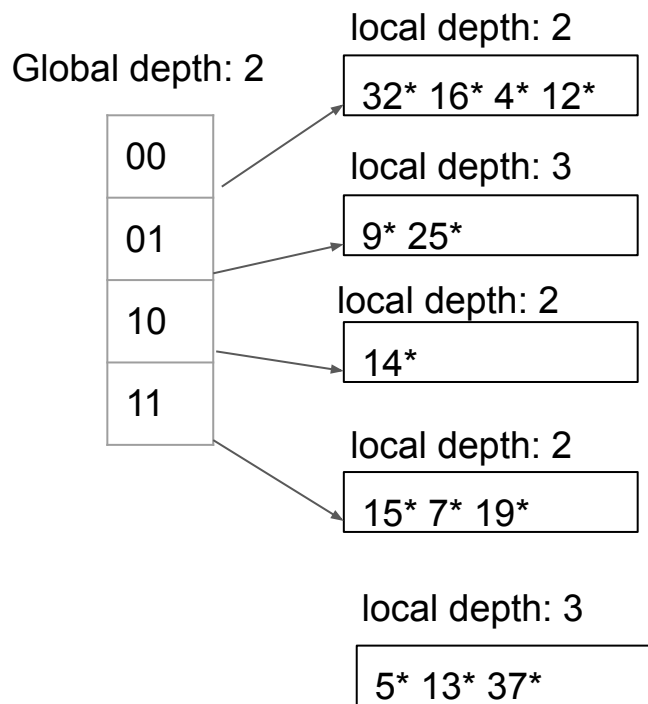 Global depth: 2
00
01
10
11
local depth: 2
32* 16* 4* 12*
local depth: 3
9* 25*
local depth: 2
14*
local depth: 2
15* 7* 19*
local depth: 3
5* 13* 37*